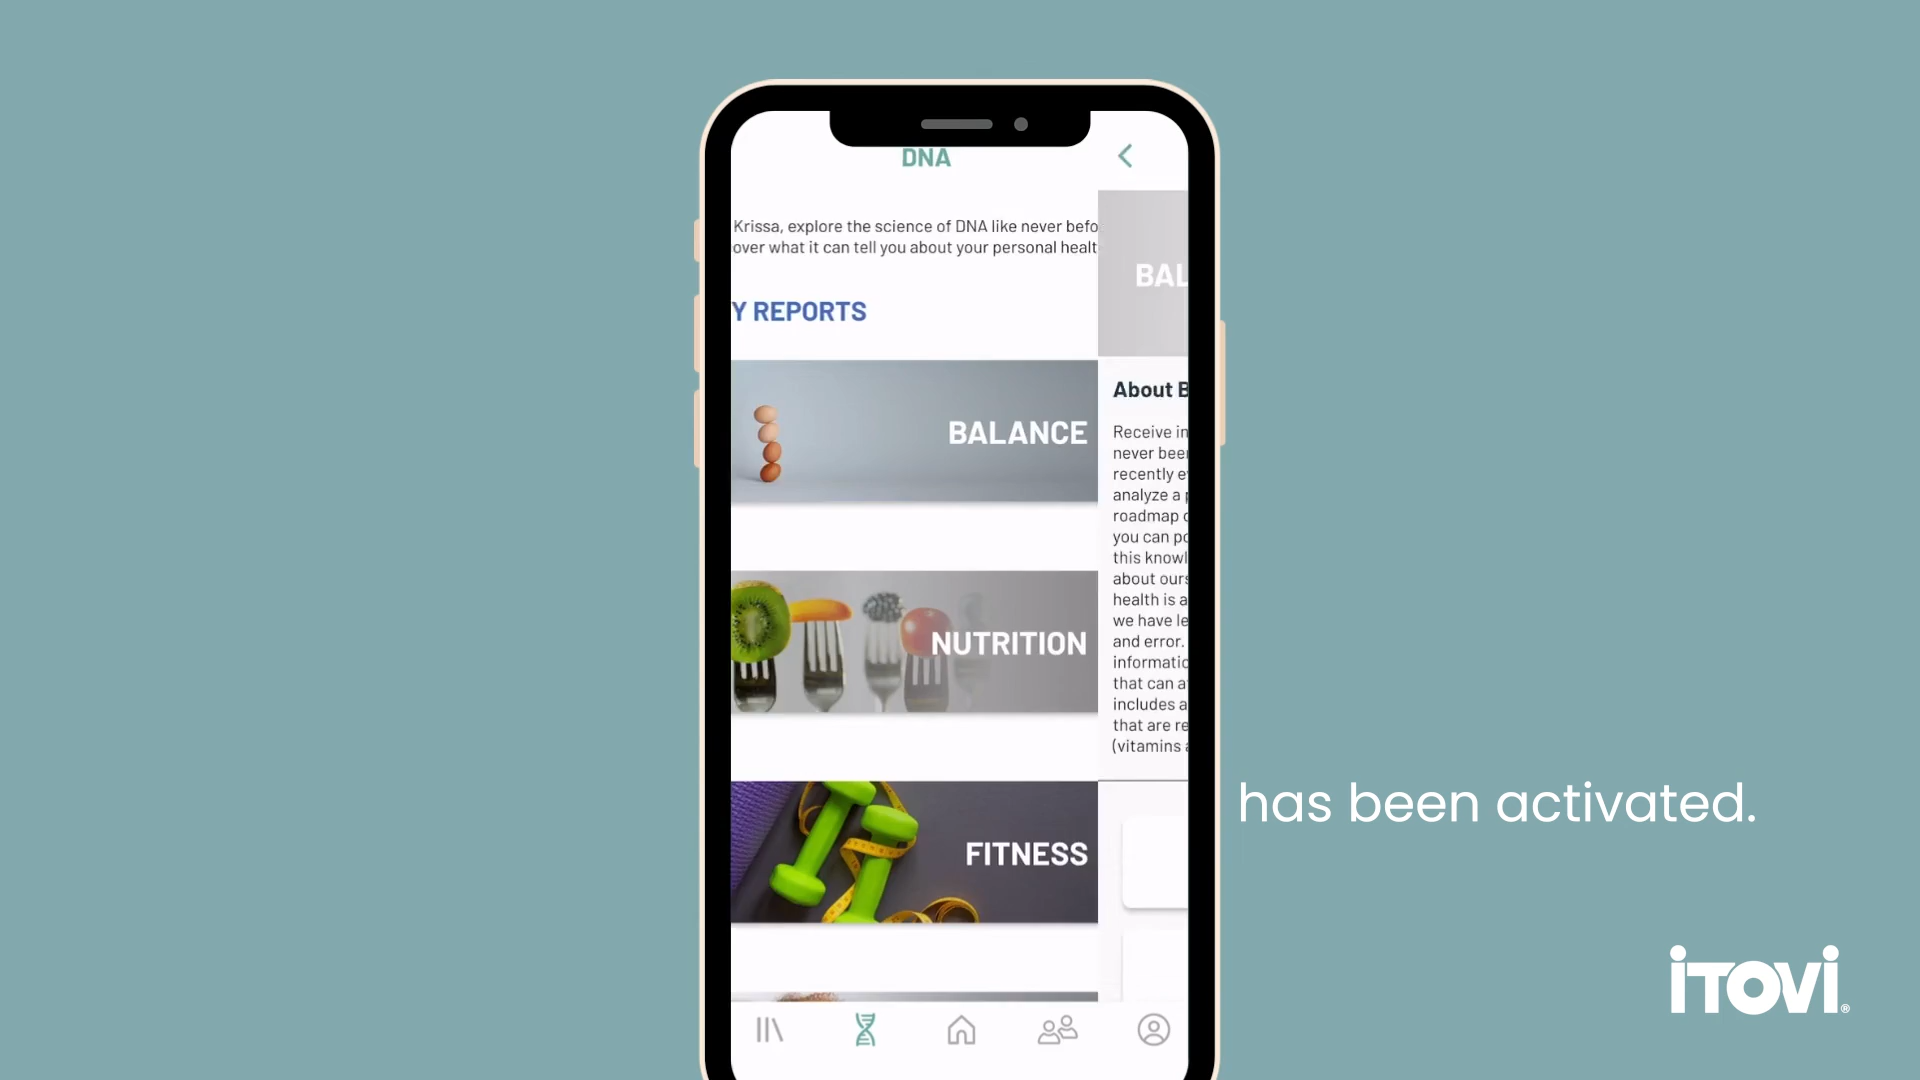 DNA
Krissa, explore the science of DNA like never befo
over what it can tell you about your personal healt
Y REPORTS
BALANCE
NUTRITION
FITNESS
BAL
About B
Receive in
never bee
recently e
analyze a
roadmap
you can po
this knowl
about ours
health is a
we have le
and error.
informatio
that can a
includes a
that are re
(vitamins
has been activated.
iTOVi®